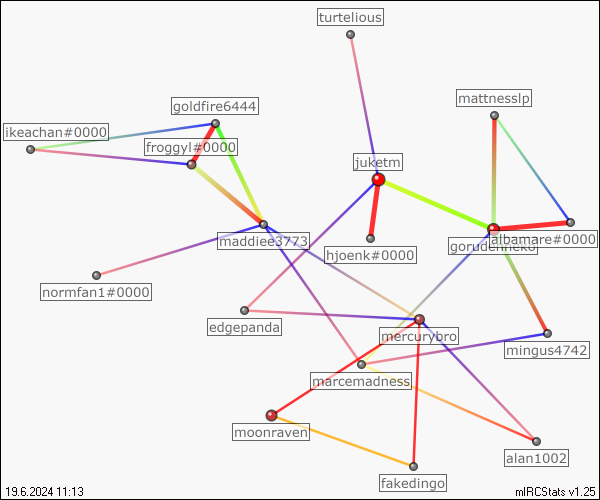 turtelious
mattnesslp
goldfire6444
ikeachan#0000
froggyl#0000
juketm
albamare#0000
maddiee3773
gorudenneko
hjoenk#0000
normfan1#0000
edgepanda
mercurybro
mingus4742
marcemadness
moonraven
alan1002
fakedingo
19.6.2024 11:13
mIRCStats v1.25